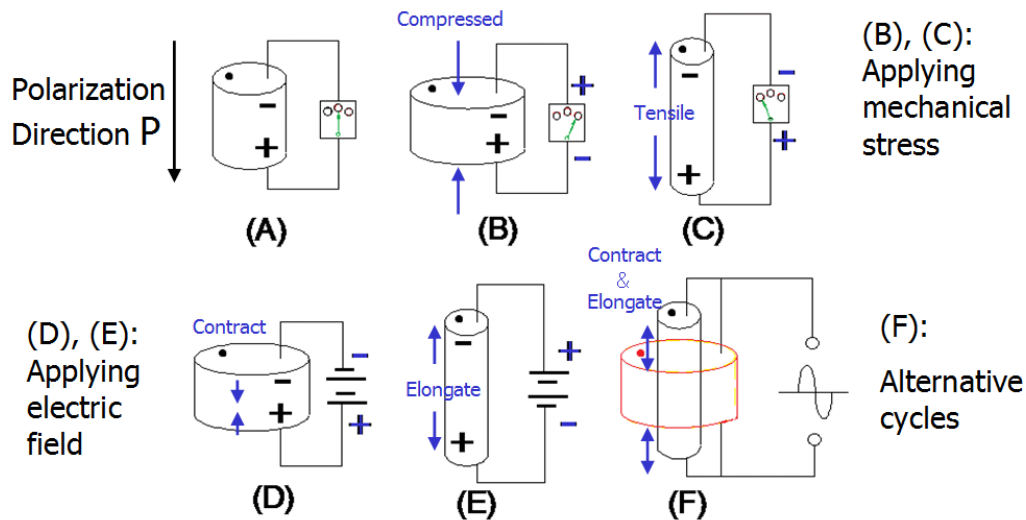 Polarization
Direction P
-
+
(A)
Compressed
-
+
+
-
(B)
Tensile
-
+
-
+
(C)
(B), (C):
Applying
mechanical
stress
(D), (E):
Applying
electric
field
Contract
-
+
-
+
(D)
Elongate
-
+
+
-
(E)
Contract
&
Elongate
(F)
(F):
Alternative
cycles